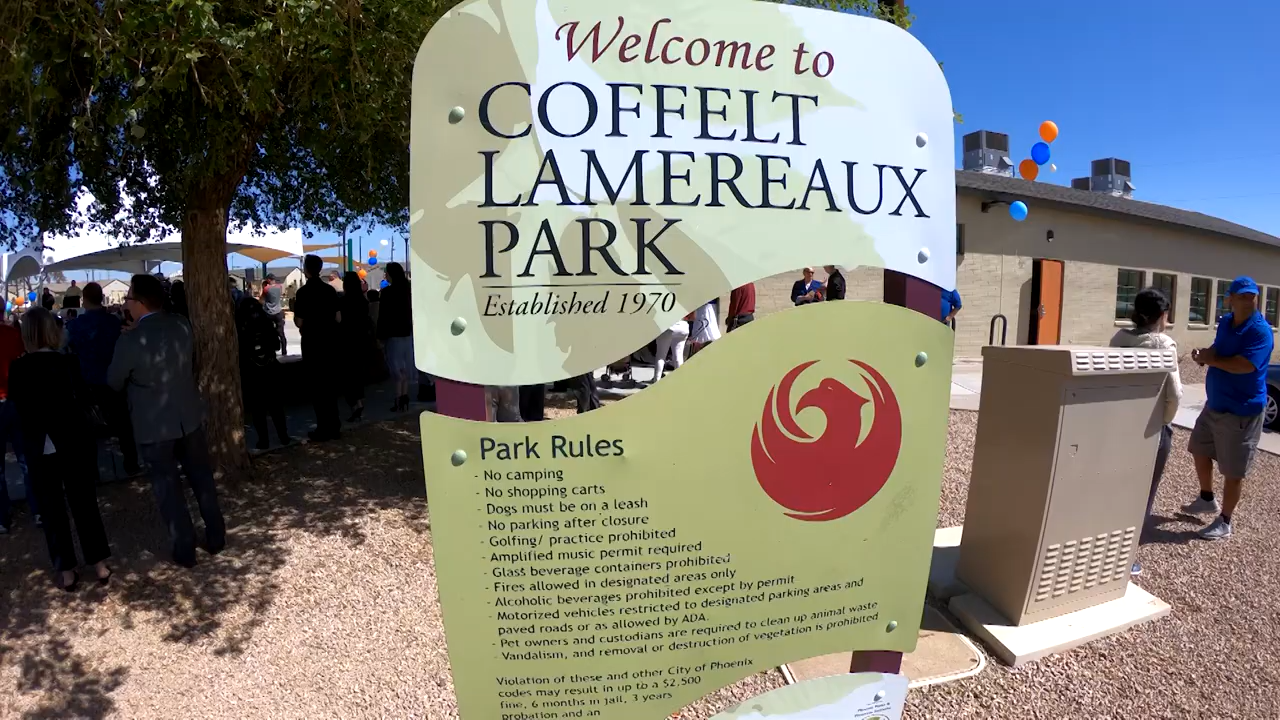 Welcome to
COFFELT
LAMEREAUX
PARK
Established 1970
Park Rules
- No camping
- No shopping carts
- Dogs must be on a leash
- No parking after closure
- Golfing/ practice prohibited
- Amplified music permit required
- Glass beverage containers prohibited
- Fires allowed in designated areas only
- Alcoholic beverages prohibited except by permit
- Motorized vehicles restricted to designated parking areas and
paved roads or as allowed by ADA.
- Pet owners and custodians are required to clean up animal waste
- Vandalism, and removal or destruction of vegetation is prohibited
Violation of these and other City of Phoenix
codes may result in up to a $2,500
fine, 6 months in jail, 3 years
probation and an